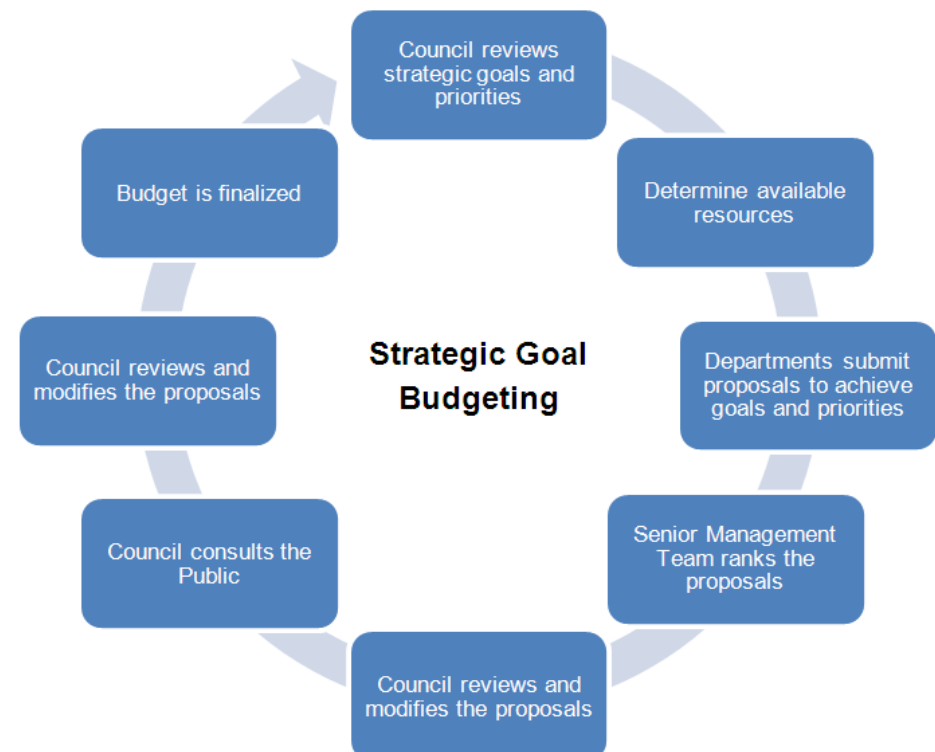 Council reviews
strategic goals and
priorities
Determine available
resources
Departments submit
proposals to achieve
goals and priorities
Senior Management
Team ranks the
proposals
Council reviews and
modifies the proposals
Council consults the
Public
Council reviews and
modifies the proposals
Budget is finalized
Strategic Goal
Budgeting